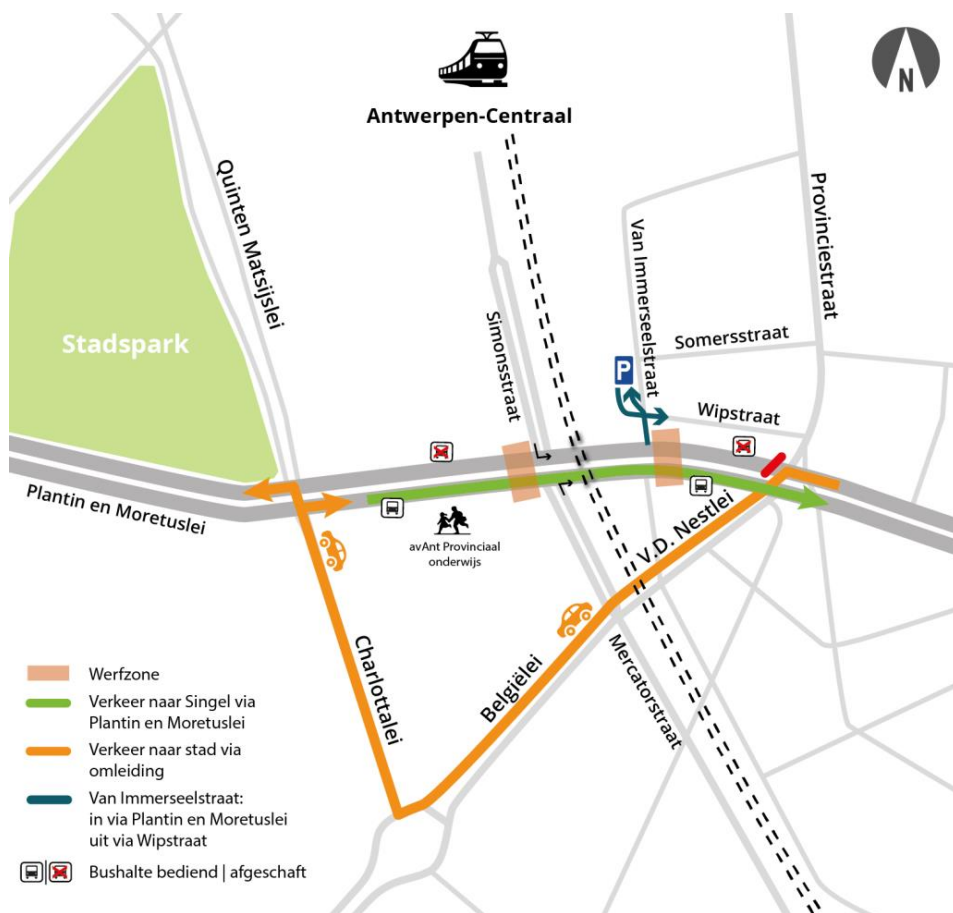 N
Antwerpen-Centraal
Quinten Matsijslei
Provinciestraat
Van Immerseelstraat
Stadspark
Simonsstraat
Somersstraat
P
Wipstraat
Plantin en Moretuslei
avAnt Provinciaal
onderwijs
V.D. Nestlei
Charlottalei
Belgiëlei
Mercatorstraat
Werfzone
Verkeer naar Singel via
Plantin en Moretuslei
Verkeer naar stad via
omleiding
Van Immerseelstraat:
in via Plantin en Moretuslei
uit via Wipstraat
Bushalte bediend | afgeschaft